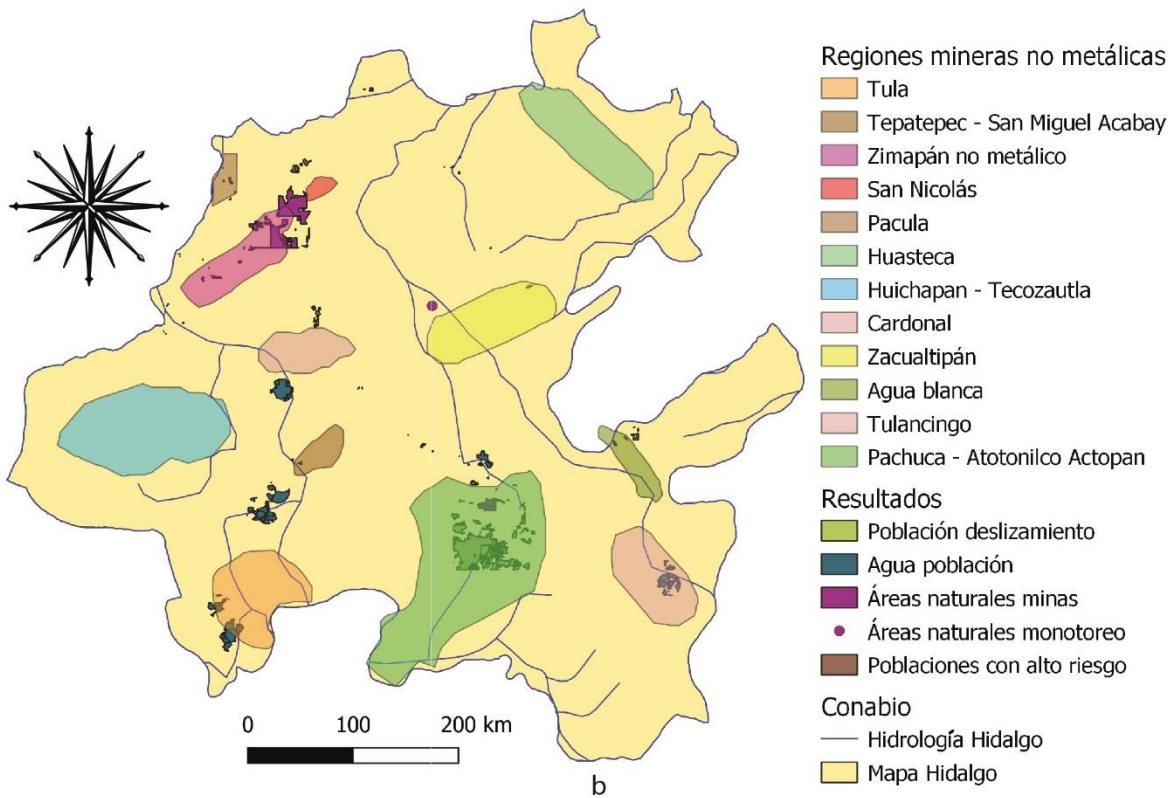 Regiones mineras no metálicas
Tula
Tepatepec - San Miguel Acabay
Zimapán no metálico
San Nicolás
Pacula
Huasteca
Huichapan - Tecozautla
Cardonal
Zacualtipán
Agua blanca
Tulancingo
Pachuca - Atotonilco Actopan
Resultados
Población deslizamiento
Agua población
Áreas naturales minas
Áreas naturales monotoreo
Poblaciones con alto riesgo
Conabio
Hidrología Hidalgo
Mapa Hidalgo
0 100 200 km
b